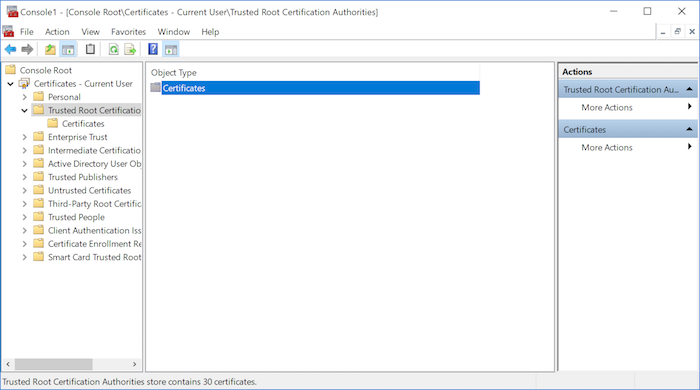 Console1 - [Console Root\Certificates - Current User\Trusted Root Certification Authorities]
File Action View Favorites Window Help
Console Root
Certificates - Current User
Personal
Trusted Root Certificatio
Certificates
Enterprise Trust
Intermediate Certificatio
Active Directory User Obj
Trusted Publishers
Untrusted Certificates
Third-Party Root Certific
Trusted People
Client Authentication Iss
Certificate Enrollment Re
Smart Card Trusted Root
Object Type
Certificates
Actions
Trusted Root Certification Au...
More Actions
Certificates
More Actions
Trusted Root Certification Authorities store contains 30 certificates.